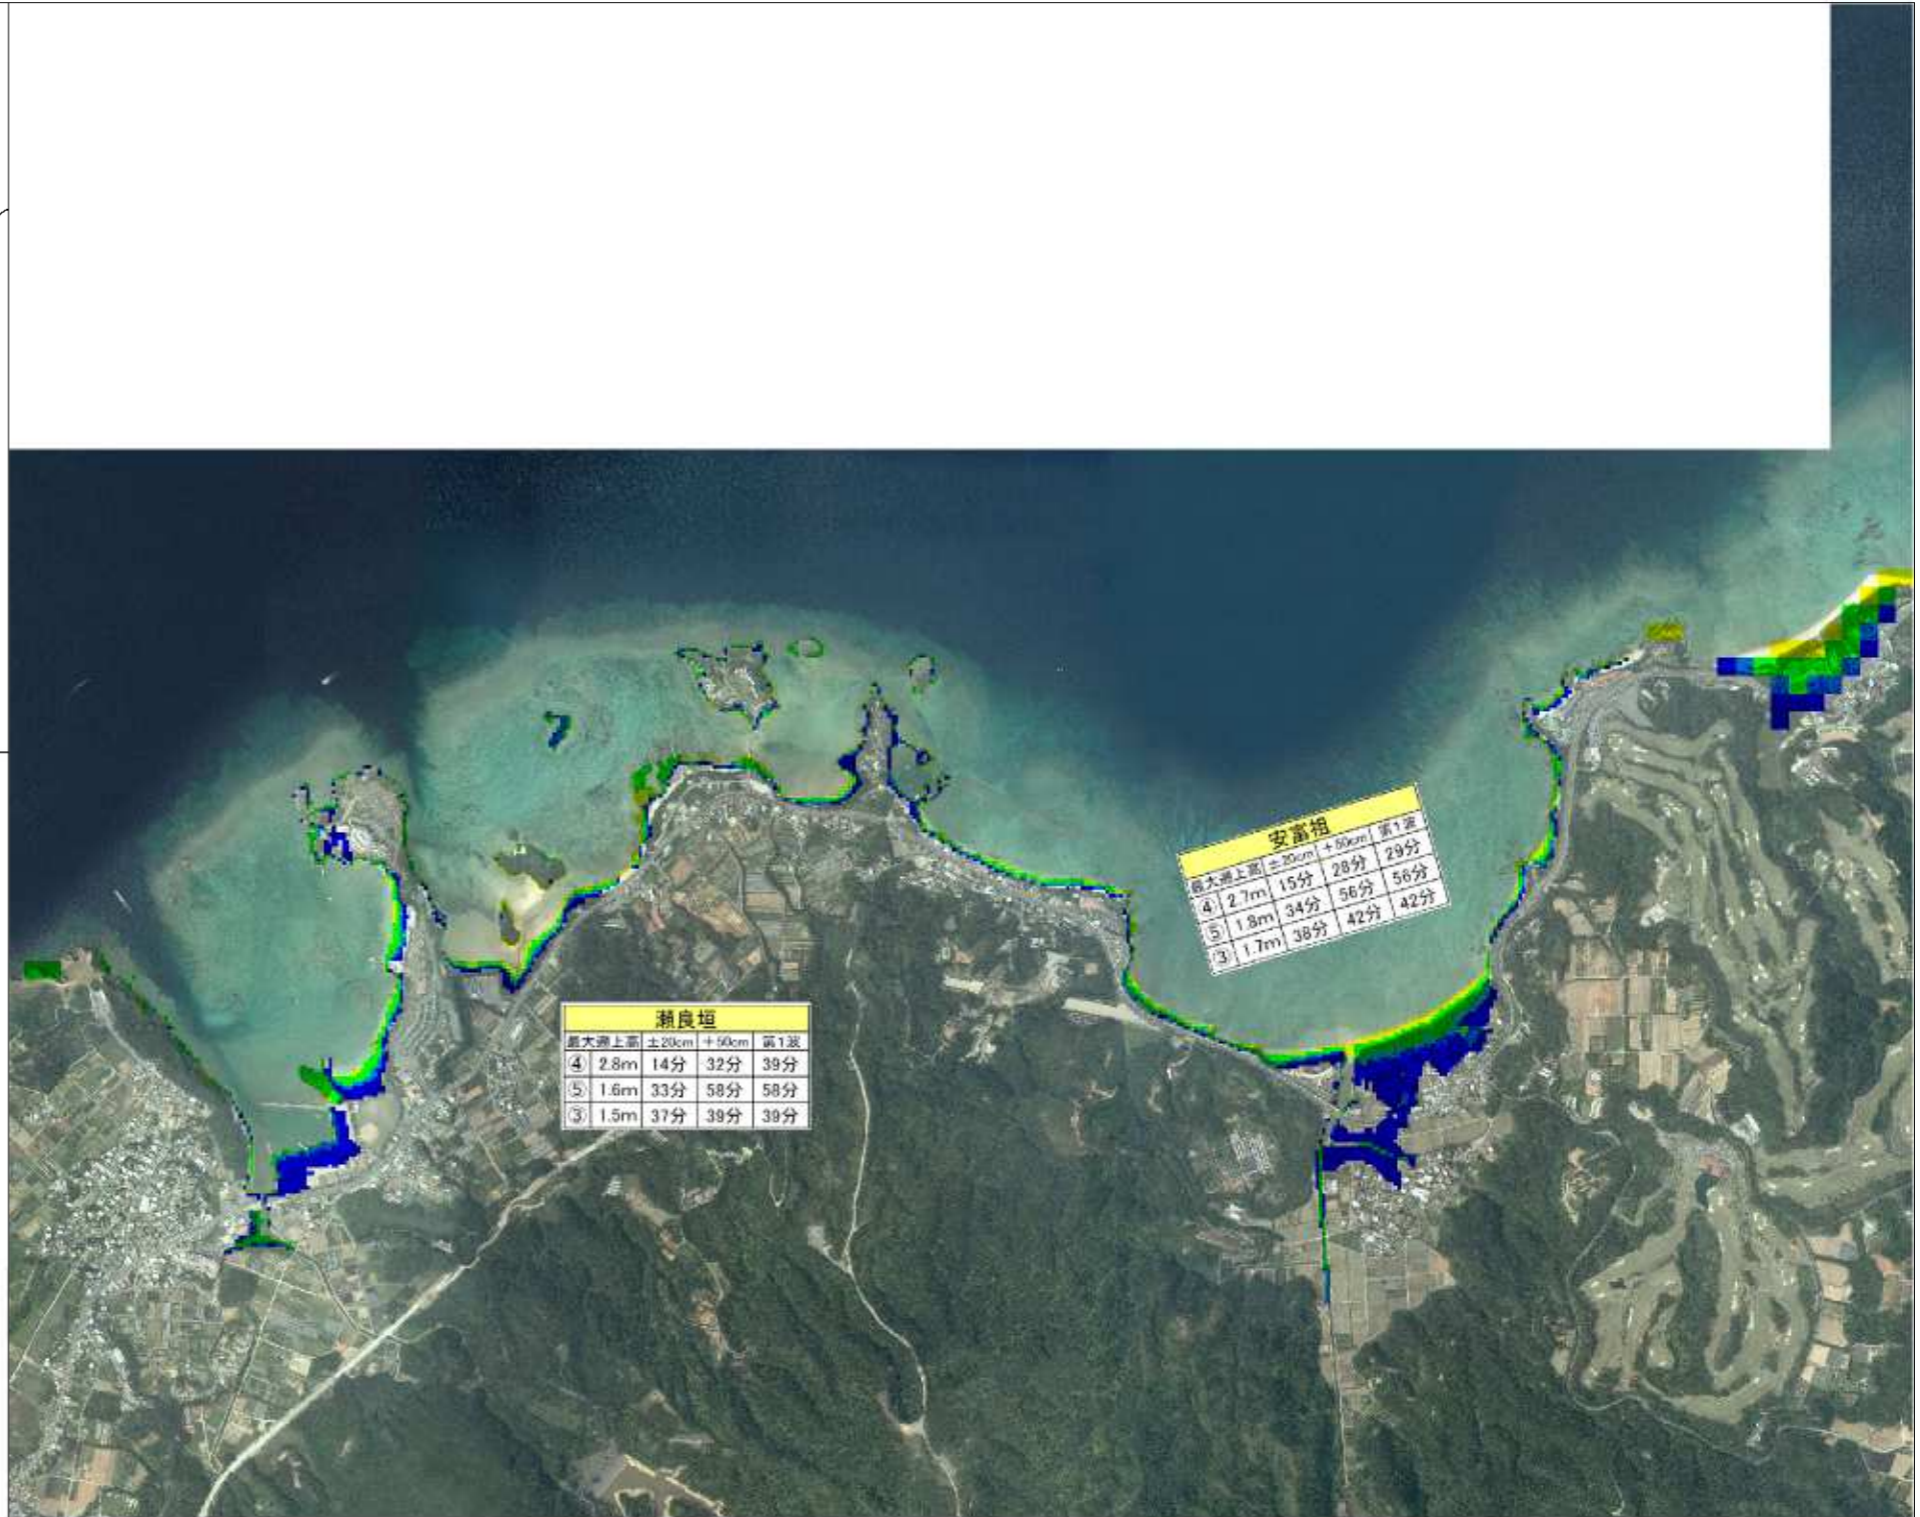 安富祖
最大遡上高 ±20cm +50cm 第1波
④ 2.7m 15分 28分 29分
⑤ 1.8m 34分 56分 56分
③ 1.7m 38分 42分 42分
瀬良垣
最大遡上高 ±20cm +50cm 第1波
④ 2.8m 14分 32分 39分
⑤ 1.6m 33分 58分 58分
③ 1.5m 37分 39分 39分